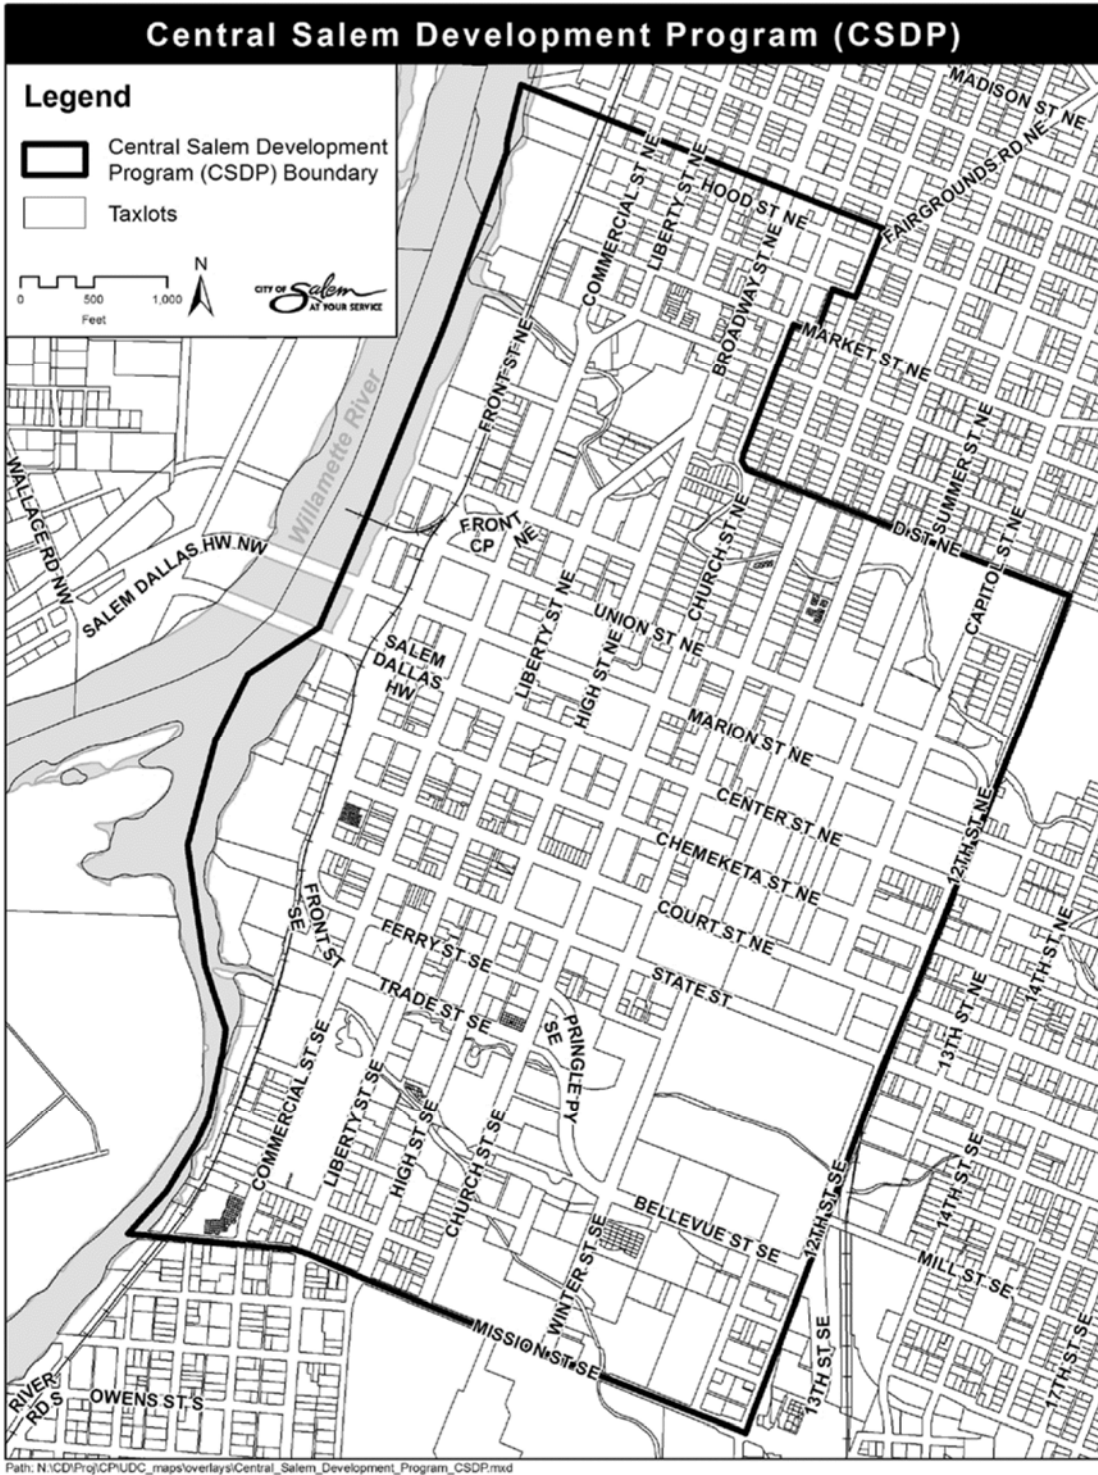 Central Salem Development Program (CSDP)
Legend
Central Salem Development
Program (CSDP) Boundary
Taxlots
N
0 500 1,000
Feet
CITY OF Salem
AT YOUR SERVICE
MADISON ST NE
FAIRGROUNDS RD NE
COMMERCIAL ST NE
LIBERTY ST NE
HOOD ST NE
BROADWAY ST NE
MARKET ST NE
FRONT ST NE
Willamette River
WALLACE RD NW
SALEM DALLAS HW NW
FRONT
CP
NE
SUMMER ST NE
D ST NE
CAPITOL ST NE
CHURCH ST NE
UNION ST NE
LIBERTY ST NE
HIGH ST NE
SALEM
DALLAS
HW
MARION ST NE
CENTER ST NE
CHEMEKETA ST NE
12TH ST NE
COURT ST NE
STATE ST
FRONT ST
SE
FERRY ST SE
TRADE ST SE
PRINGLE PY
SE
13TH ST NE
14TH ST NE
COMMERCIAL ST SE
LIBERTY ST SE
HIGH ST SE
CHURCH ST SE
BELLEVUE ST SE
12TH ST SE
14TH ST SE
MILL ST SE
WINTER ST SE
MISSION ST SE
13TH ST SE
17TH ST SE
RIVER
RD S
OWENS ST S
Path: N:\CD\Proj\CP\UDC_maps\overlays\Central_Salem_Development_Program_CSDP.mxd